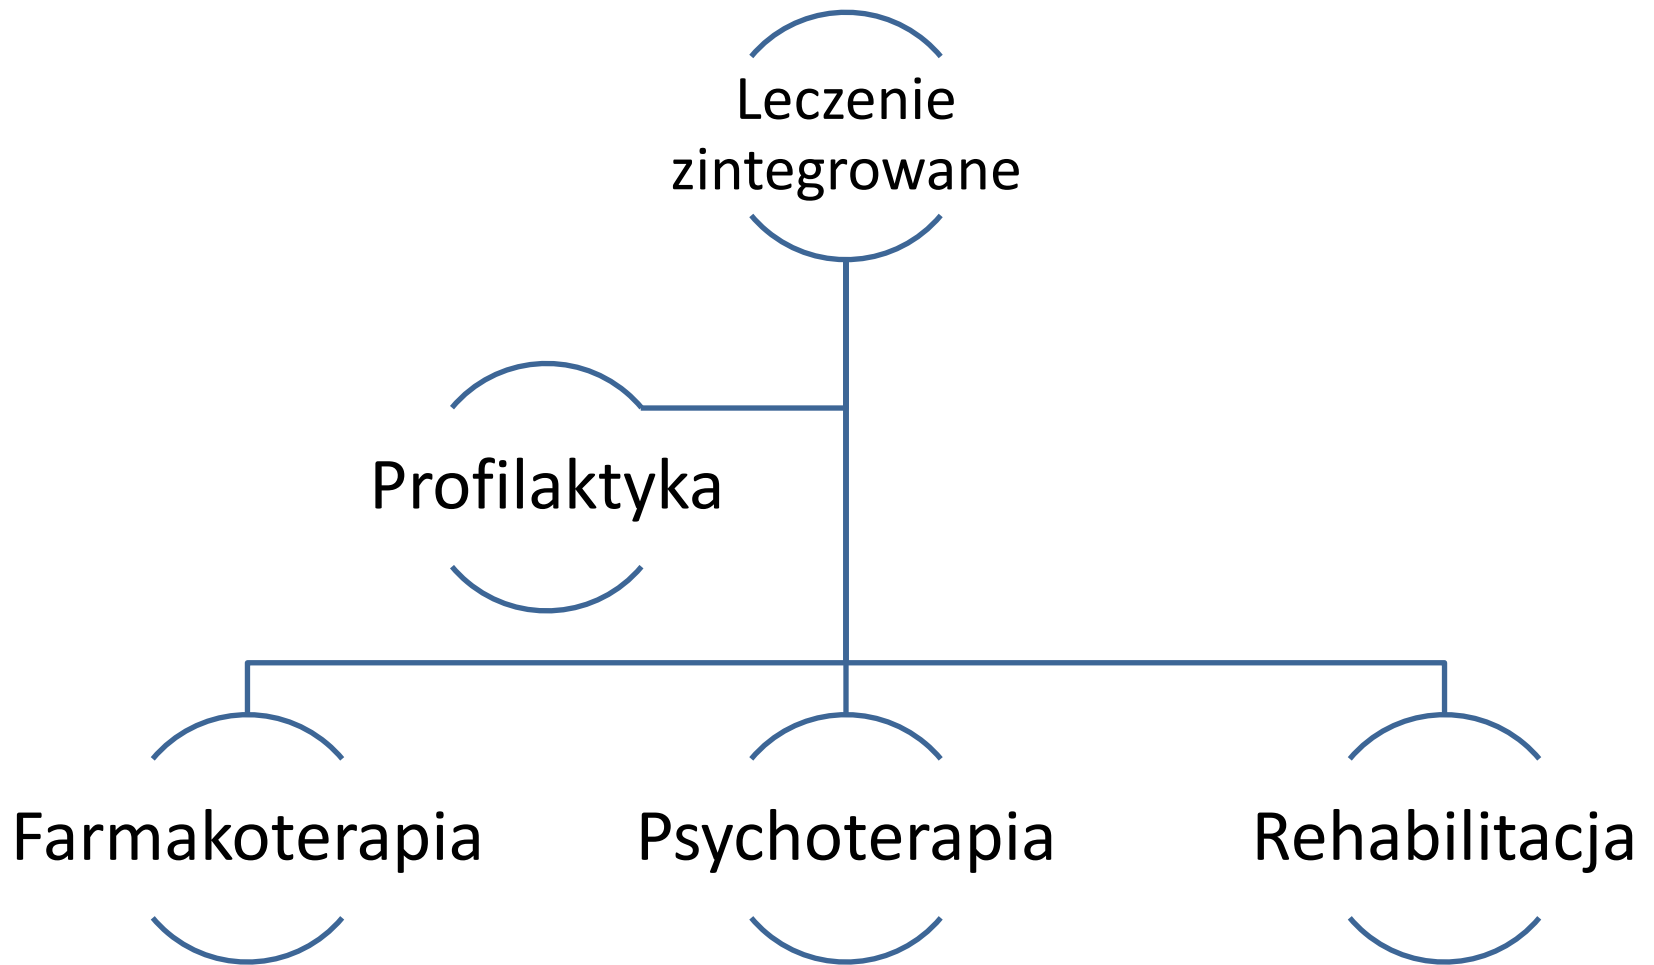 Leczenie
zintegrowane
Profilaktyka
Farmakoterapia
Psychoterapia
Rehabilitacja